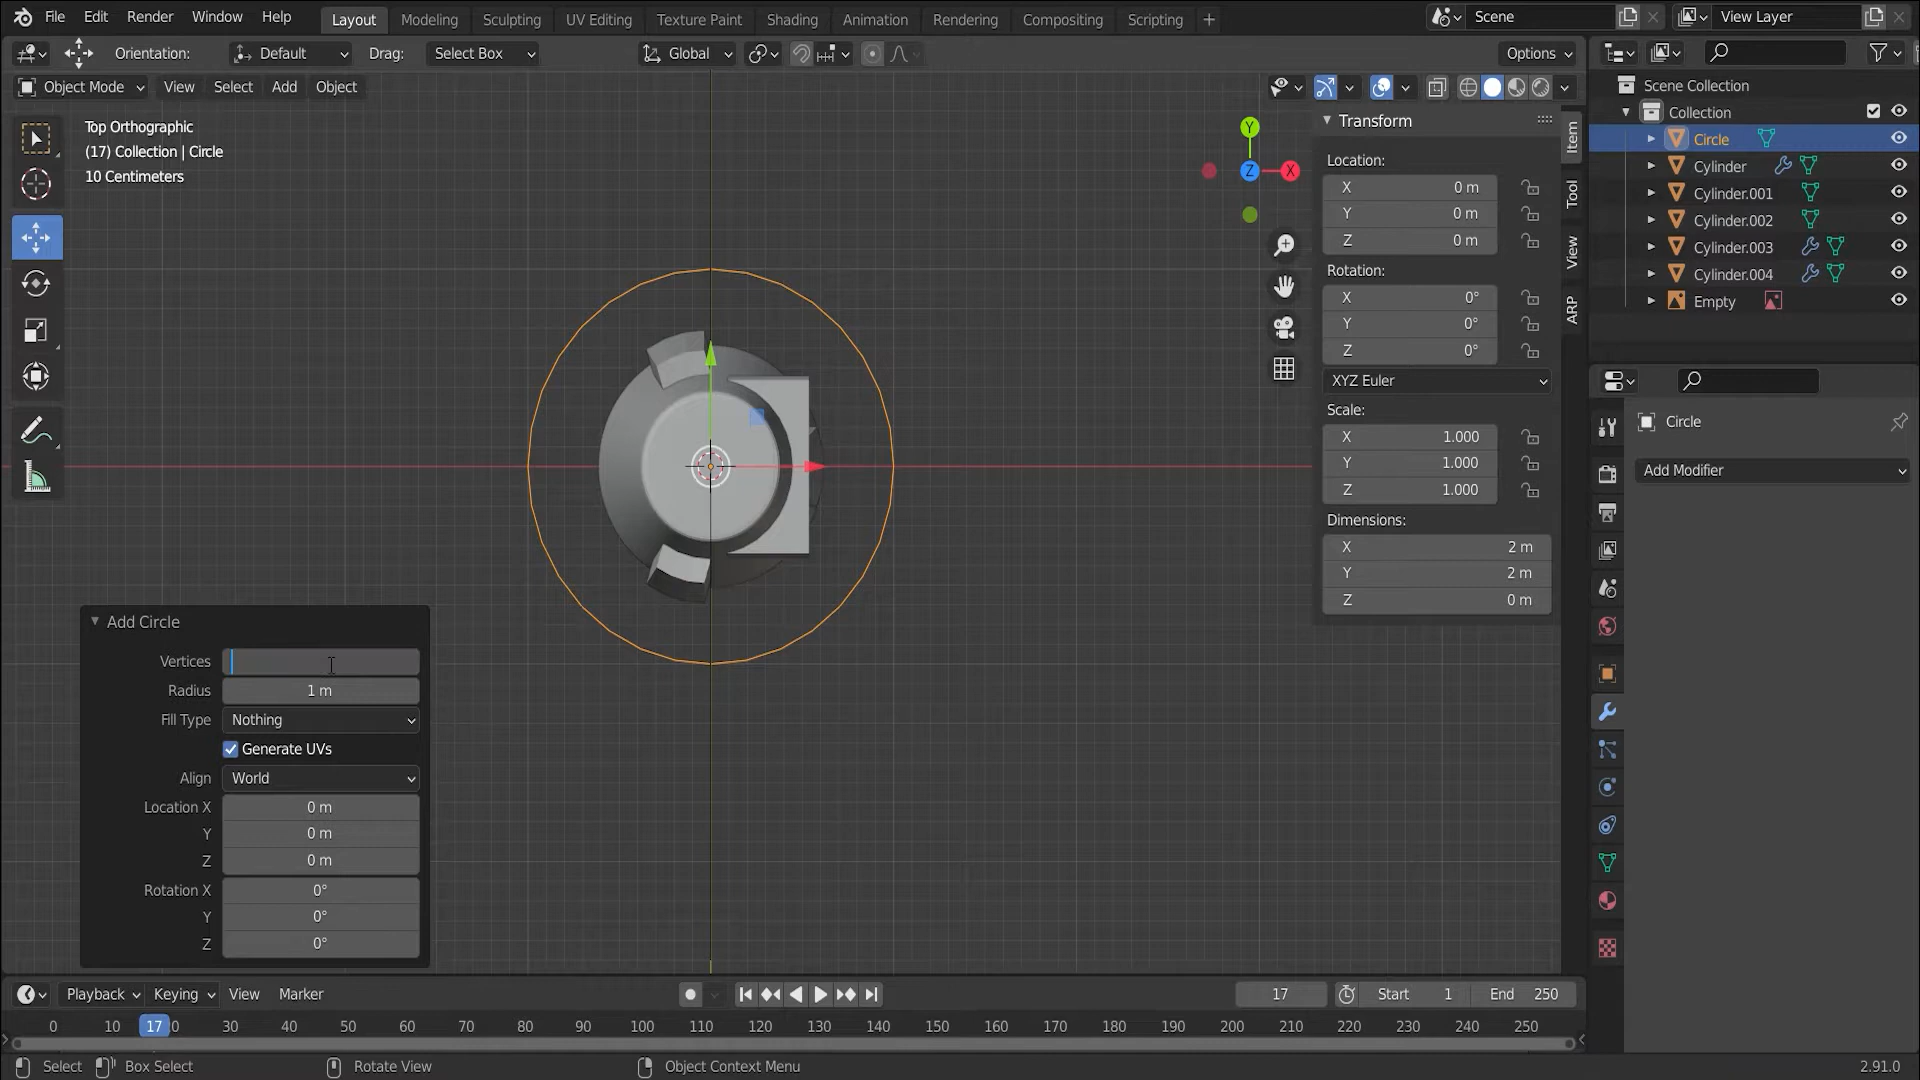 File Edit Render Window Help Layout Modeling Sculpting UV Editing Texture Paint Shading Animation Rendering Compositing Scripting + Scene View Layer
Orientation: Default Drag: Select Box Global Options
Object Mode View Select Add Object
Top Orthographic
(17) Collection | Circle
10 Centimeters
Y
Z
X
Transform
Location:
X 0 m
Y 0 m
Z 0 m
Rotation:
X 0°
Y 0°
Z 0°
XYZ Euler
Scale:
X 1.000
Y 1.000
Z 1.000
Dimensions:
X 2 m
Y 2 m
Z 0 m
Item
Tool
View
ARP
Scene Collection
Collection
Circle
Cylinder
Cylinder.001
Cylinder.002
Cylinder.003
Cylinder.004
Empty
Circle
Add Modifier
Add Circle
Vertices
Radius 1 m
Fill Type Nothing
Generate UVs
Align World
Location X 0 m
Y 0 m
Z 0 m
Rotation X 0°
Y 0°
Z 0°
Playback Keying View Marker 17 Start 1 End 250
0 10 17 0 30 40 50 60 70 80 90 100 110 120 130 140 150 160 170 180 190 200 210 220 230 240 250
Select Box Select Rotate View Object Context Menu 2.91.0